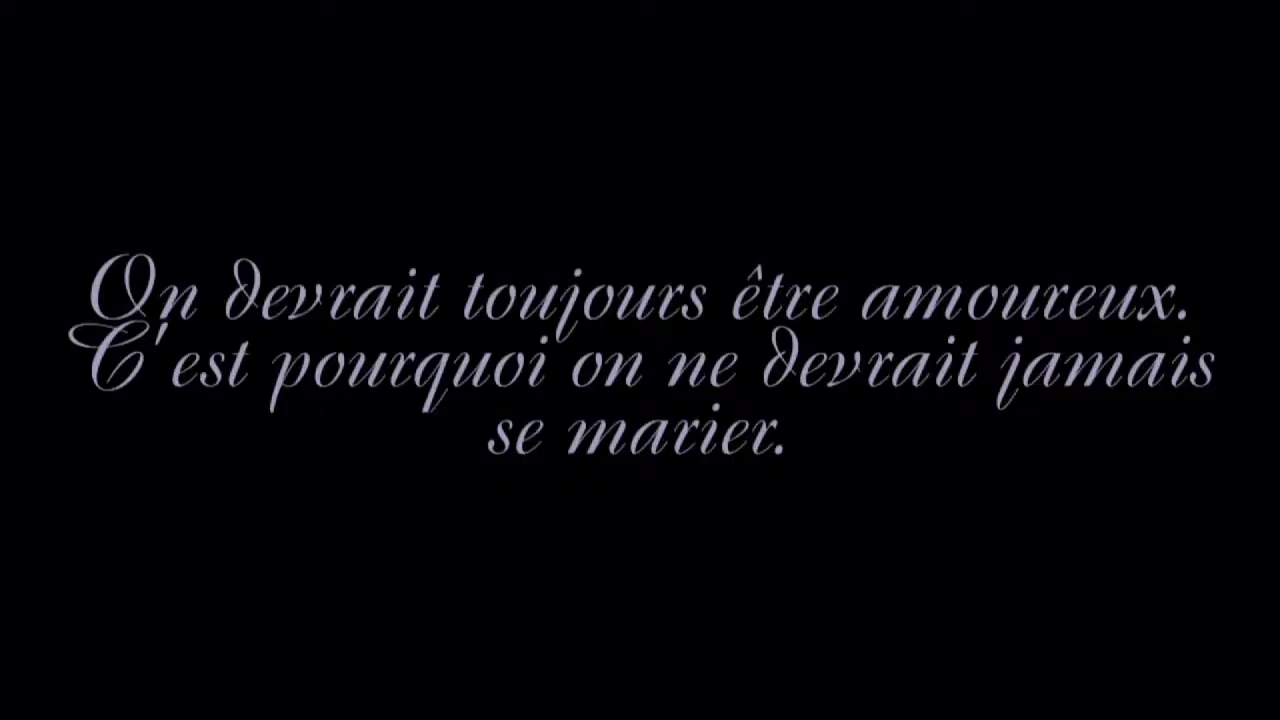 On devrait toujours être amoureux.
C'est pourquoi on ne devrait jamais
se marier.